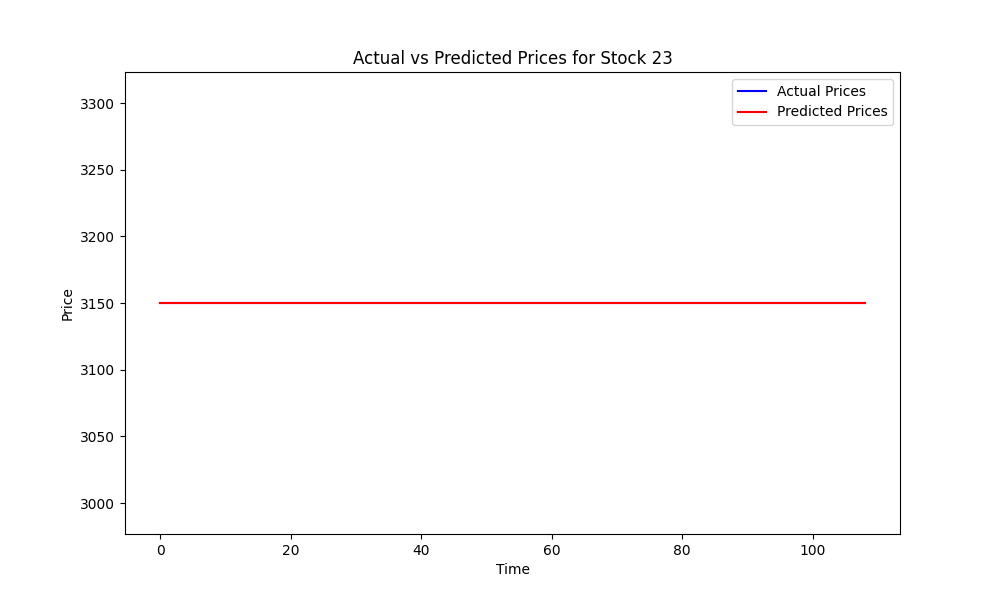 Actual vs Predicted Prices for Stock 23
Actual Prices
Predicted Prices
3300
3250
3200
3150
3100
3050
3000
Price
0 20 40 60 80 100
Time